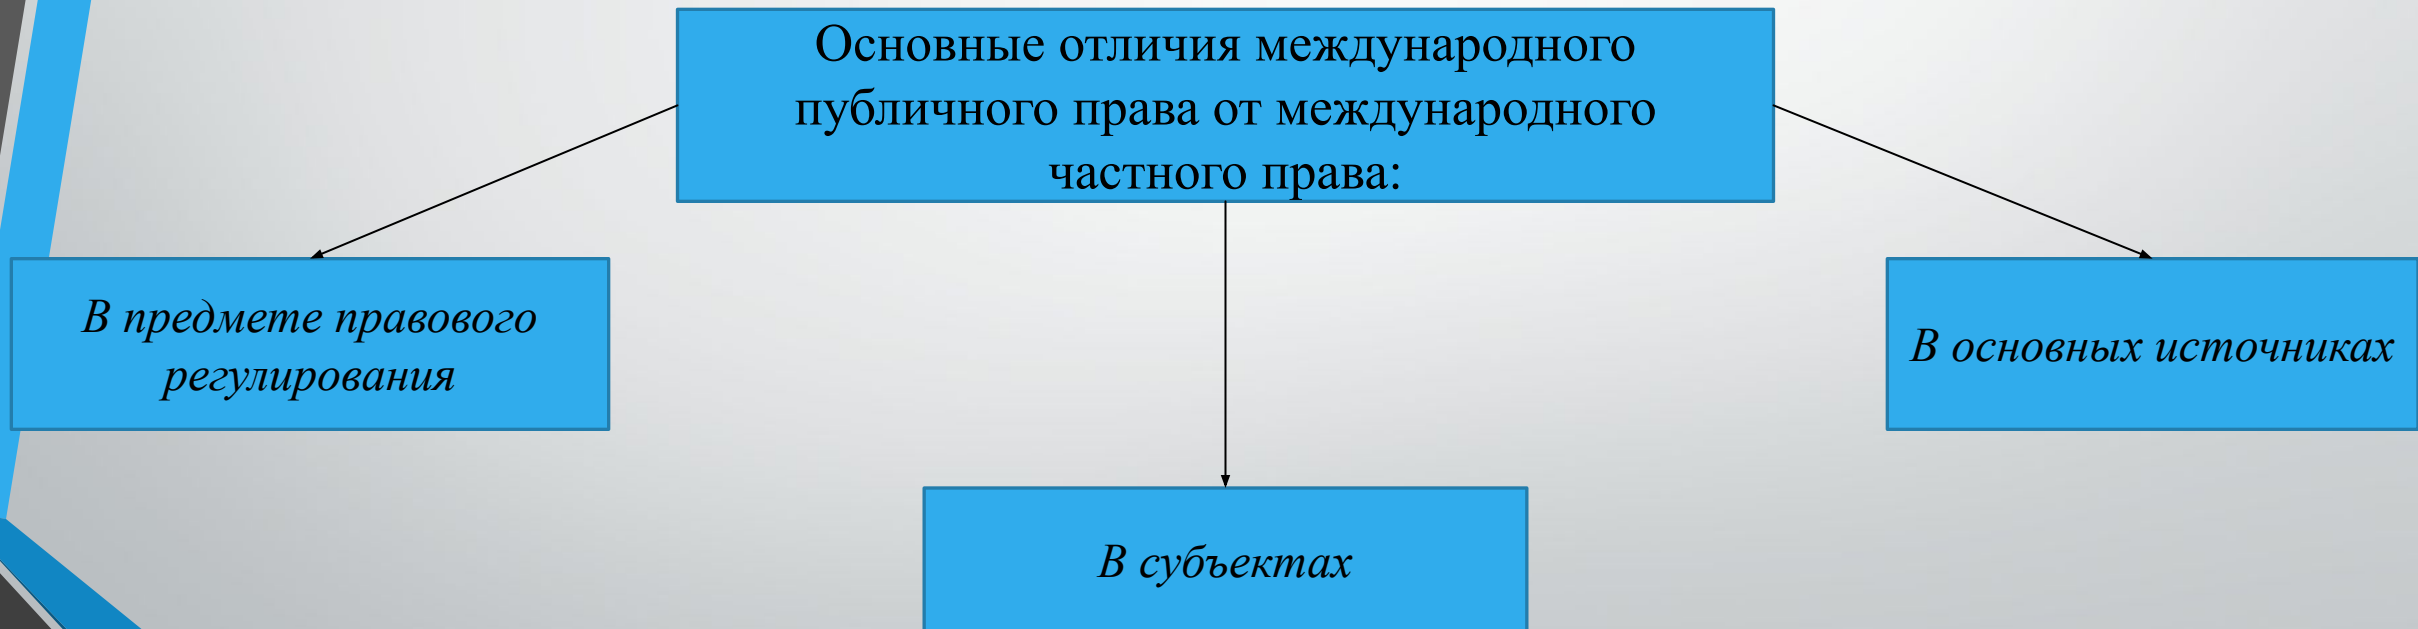 Основные отличия международного
публичного права от международного
частного права:
В предмете правового
регулирования
В основных источниках
В субъектах